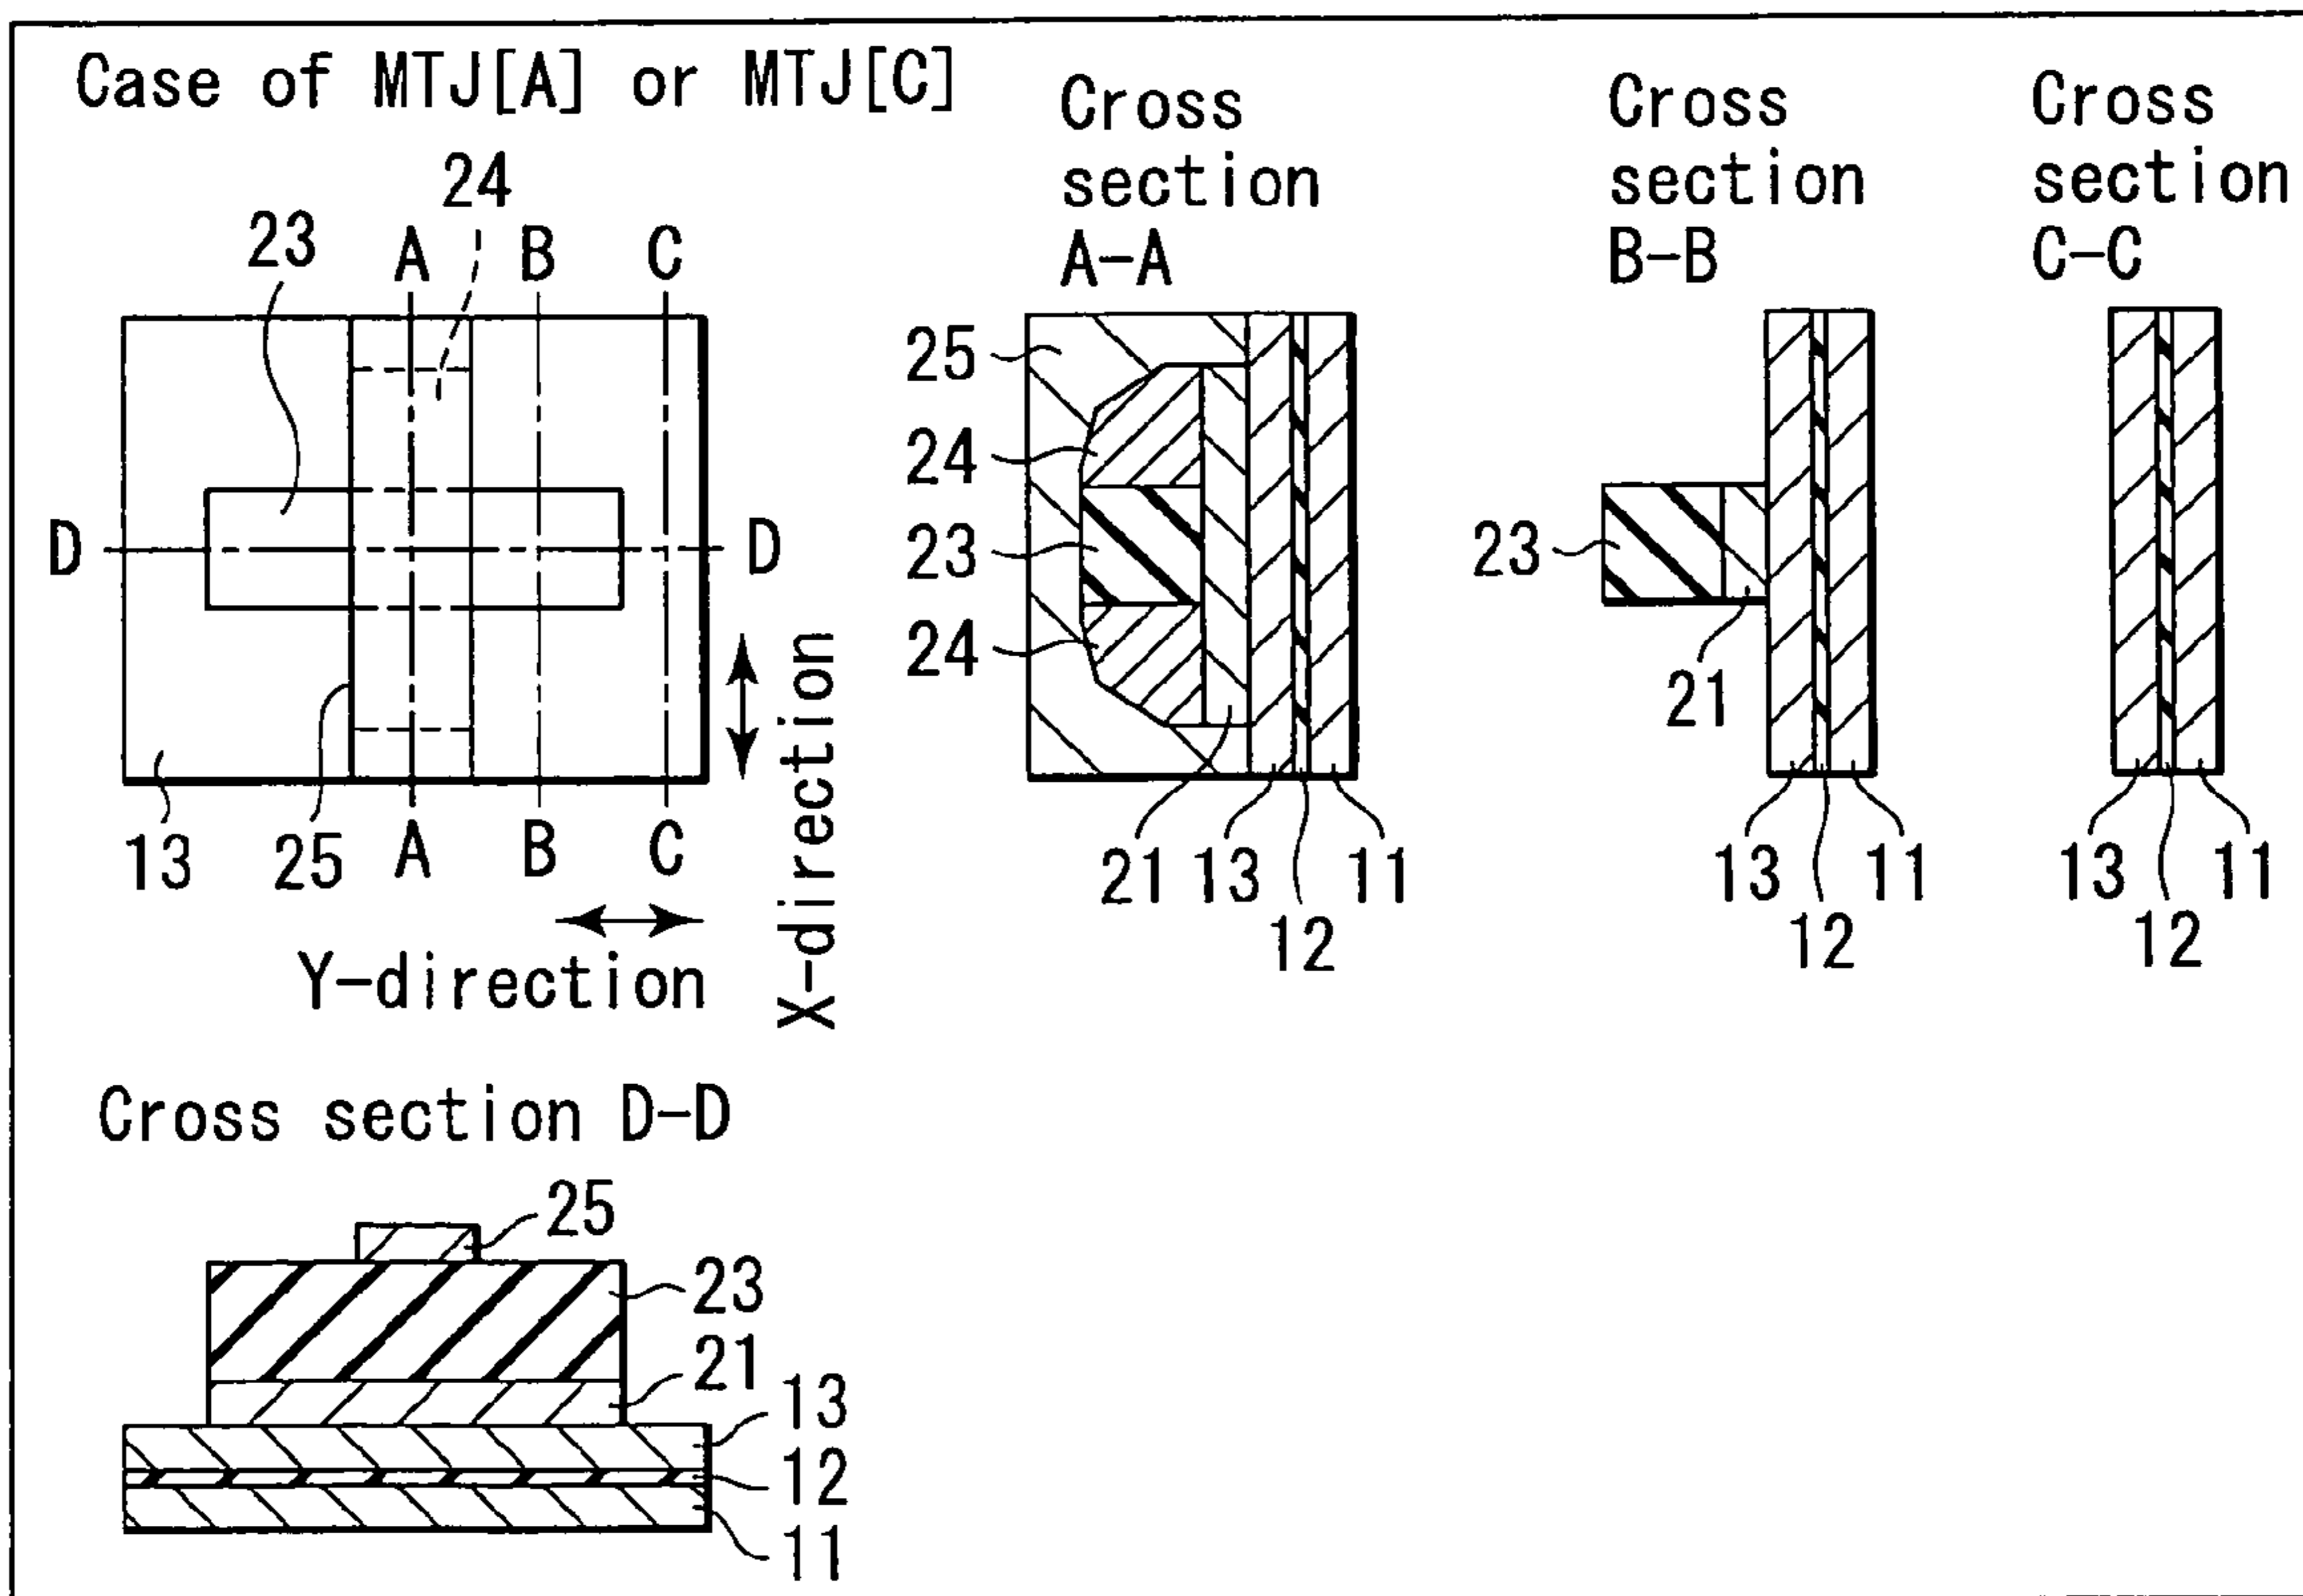 Case of MTJ[A] or MTJ[C]
24
23
A
B
C
D
D
13
25
A
B
C
Y-direction
X-direction
Cross
section
A-A
25
24
23
24
21
13
11
12
Cross
section
B-B
23
21
13
11
12
Cross
section
C-C
13
11
12
Cross section D-D
25
23
21
13
12
11